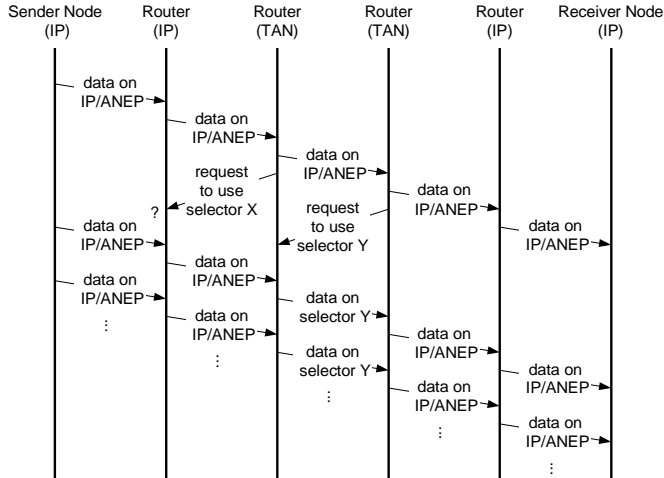 Sender Node Router Router Router Router Receiver Node
(IP) (IP) (TAN) (TAN) (IP) (IP)
data on
IP/ANEP
data on
IP/ANEP
data on
IP/ANEP
request
to use
selector X
?
data on
IP/ANEP
request
to use
selector Y
data on
IP/ANEP
data on
IP/ANEP
data on
IP/ANEP
data on
selector Y
data on
IP/ANEP
data on
IP/ANEP
data on
IP/ANEP
data on
selector Y
data on
IP/ANEP
data on
IP/ANEP
data on
IP/ANEP
...
...
...
...
...